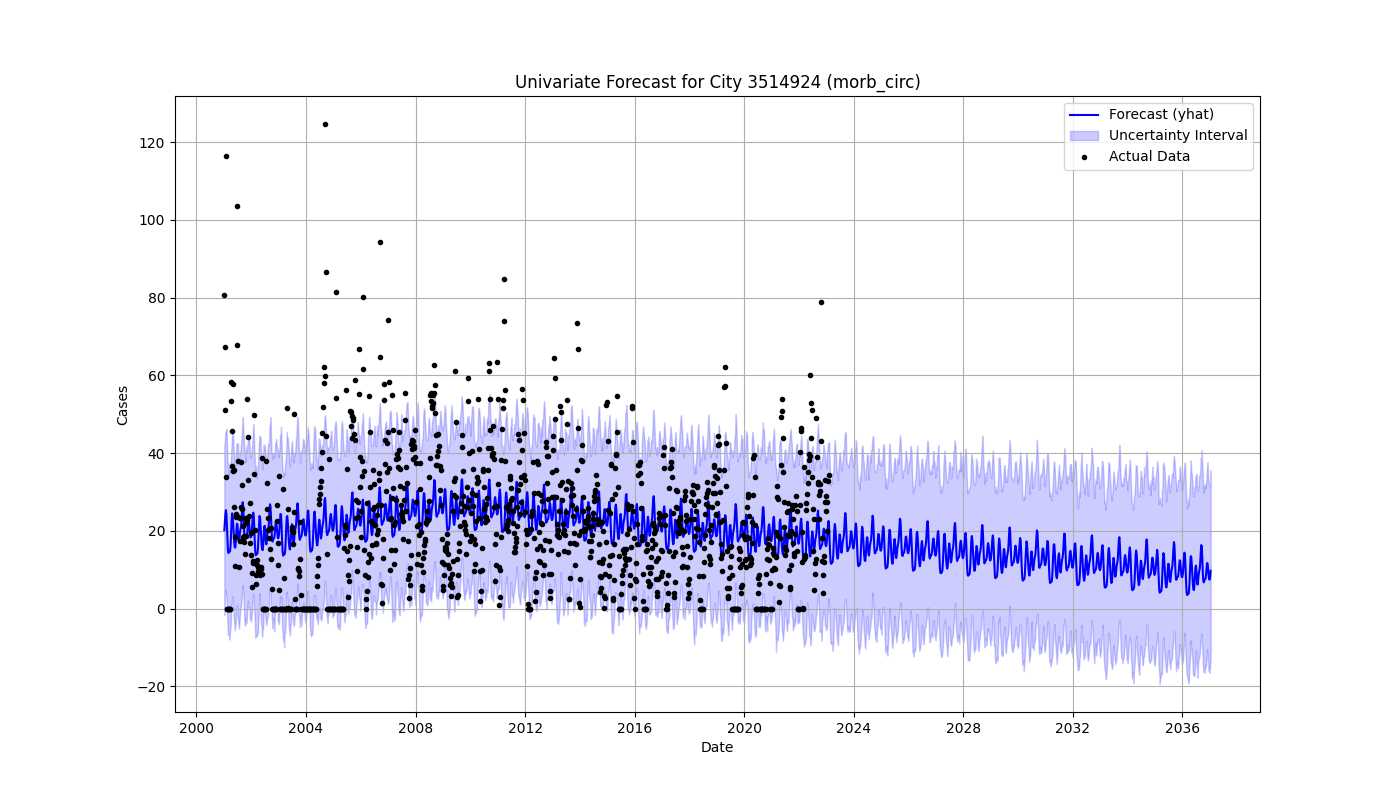 Univariate Forecast for City 3514924 (morb_circ)
Forecast (yhat)
Uncertainty Interval
Actual Data
Cases
120
100
80
60
40
20
0
−20
2000 2004 2008 2012 2016 2020 2024 2028 2032 2036
Date